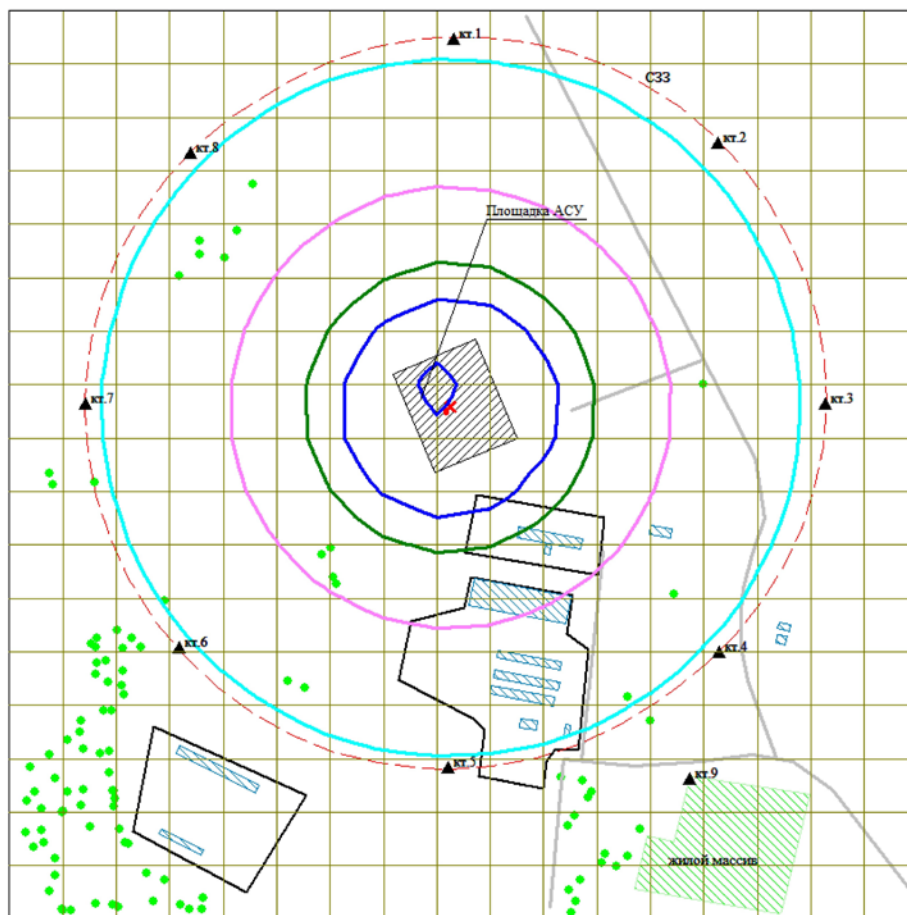 кт.1
СЗЗ
кт.2
кт.8
Площадка АСУ
кт.7
кт.3
кт.6
кт.4
кт.5
кт.9
жилой массив